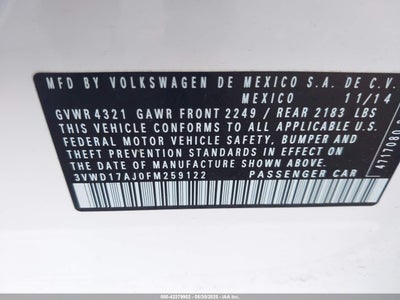 MFD BY VOLKSWAGEN DE MEXICO S.A. DE C.V.
MEXICO 11/14
GVWR 4321 GAWR FRONT 2249 / REAR 2183 LBS
THIS VEHICLE CONFORMS TO ALL APPLICABLE
FEDERAL MOTOR VEHICLE SAFETY, BUMPER AND
THEFT PREVENTION STANDARDS IN EFFECT ON
THE DATE OF MANUFACTURE SHOWN ABOVE
3VWD17AJ0FM259122 PASSENGER CAR
4717080